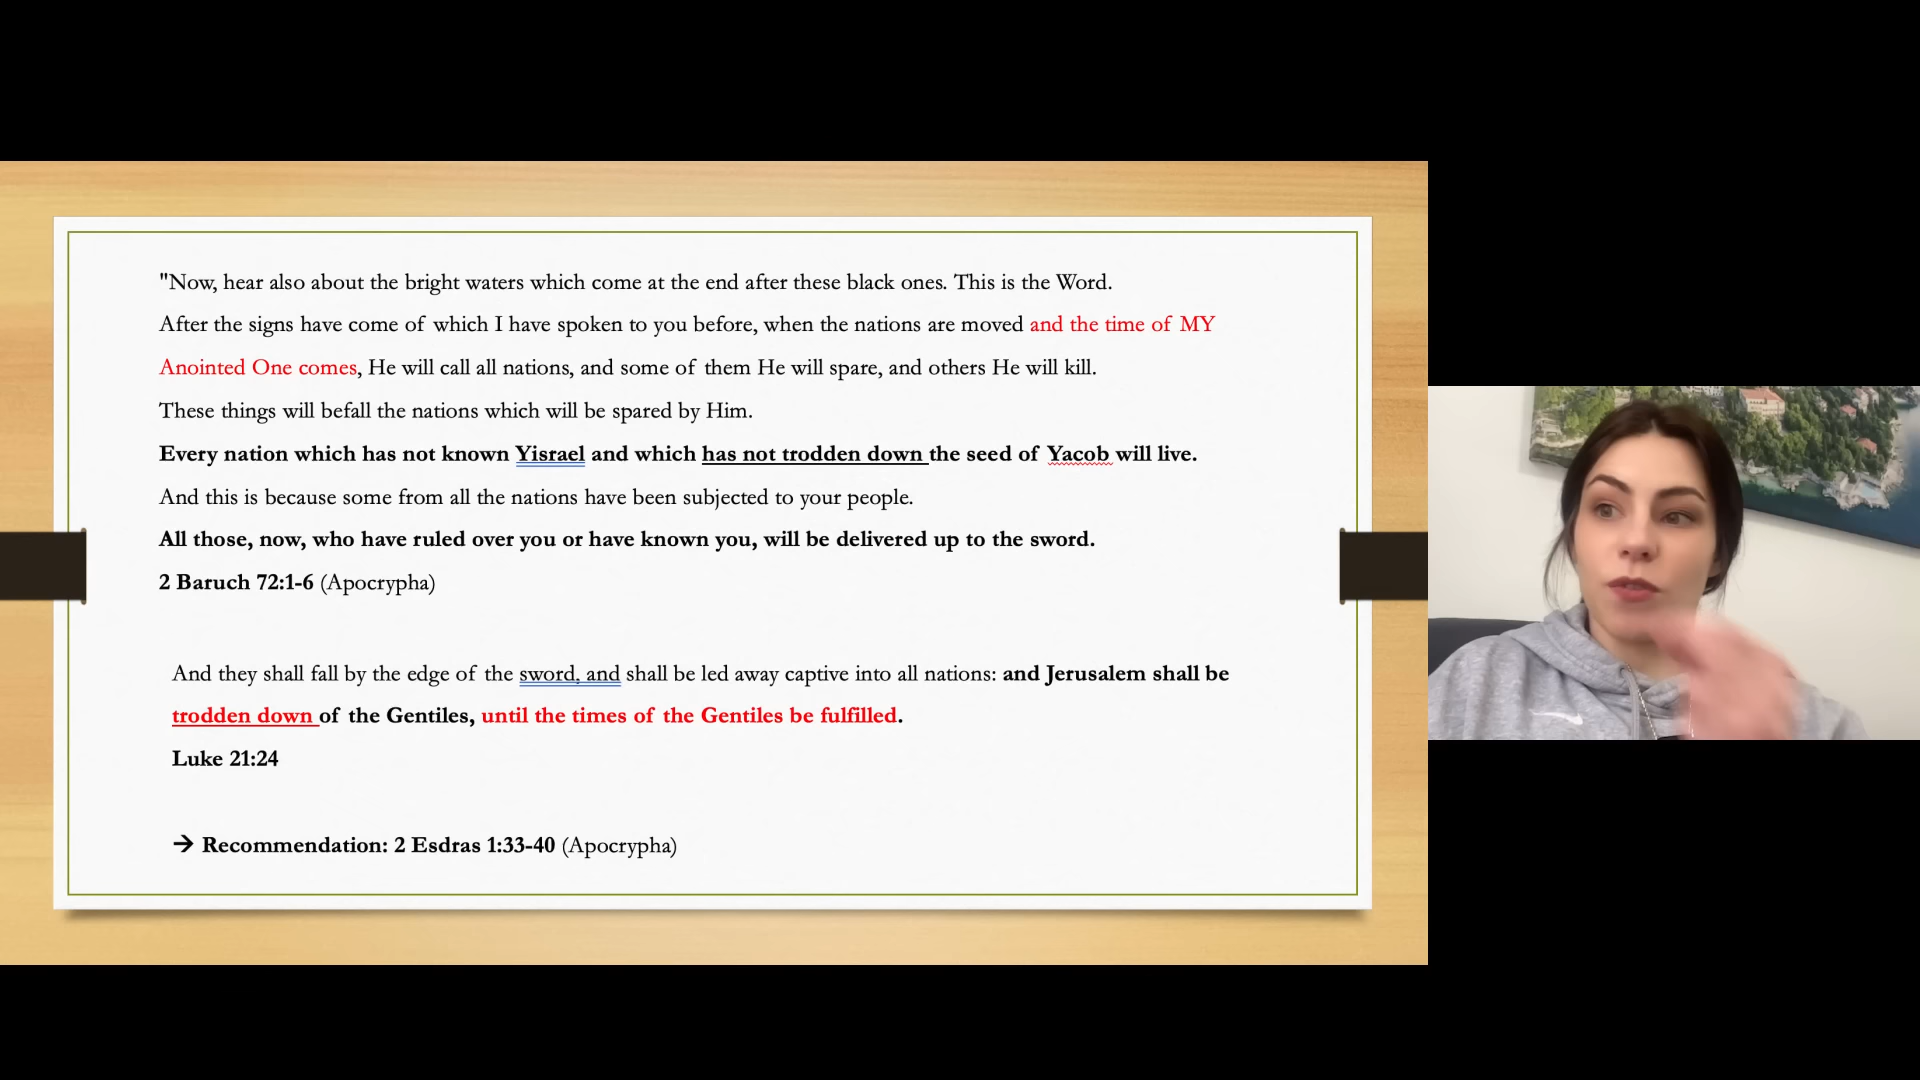 "Now, hear also about the bright waters which come at the end after these black ones. This is the Word.
After the signs have come of which I have spoken to you before, when the nations are moved and the time of MY
Anointed One comes, He will call all nations, and some of them He will spare, and others He will kill.
These things will befall the nations which will be spared by Him.
Every nation which has not known Yisrael and which has not trodden down the seed of Yacob will live.
And this is because some from all the nations have been subjected to your people.
All those, now, who have ruled over you or have known you, will be delivered up to the sword.
2 Baruch 72:1-6 (Apocrypha)
And they shall fall by the edge of the sword, and shall be led away captive into all nations: and Jerusalem shall be
trodden down of the Gentiles, until the times of the Gentiles be fulfilled.
Luke 21:24
→ Recommendation: 2 Esdras 1:33-40 (Apocrypha)